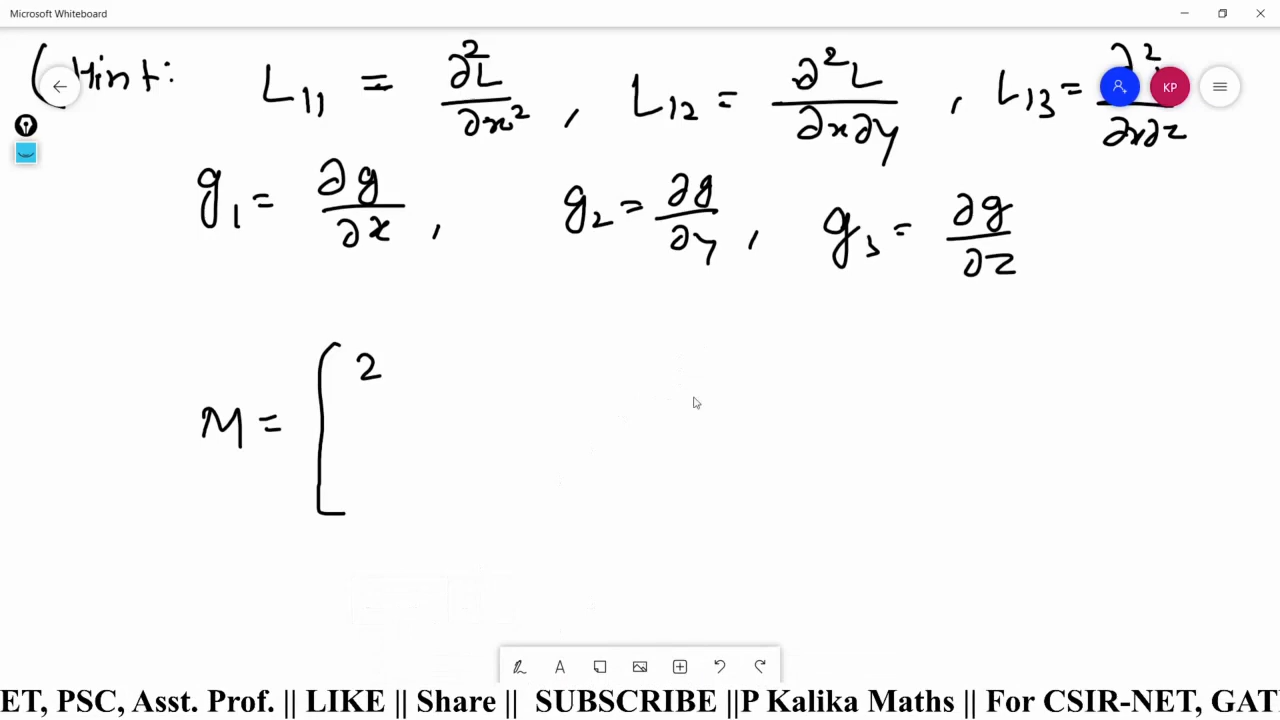 Microsoft Whiteboard
(Hint: L₁₁ = ∂²L/∂x², L₁₂ = ∂²L/∂x∂y, L₁₃ = ∂²/∂x∂z
KP
g₁ = ∂g/∂x, g₂ = ∂g/∂y, g₃ = ∂g/∂z
M = [ 2
A
ET, PSC, Asst. Prof. || LIKE || Share || SUBSCRIBE ||P Kalika Maths || For CSIR-NET, GAT